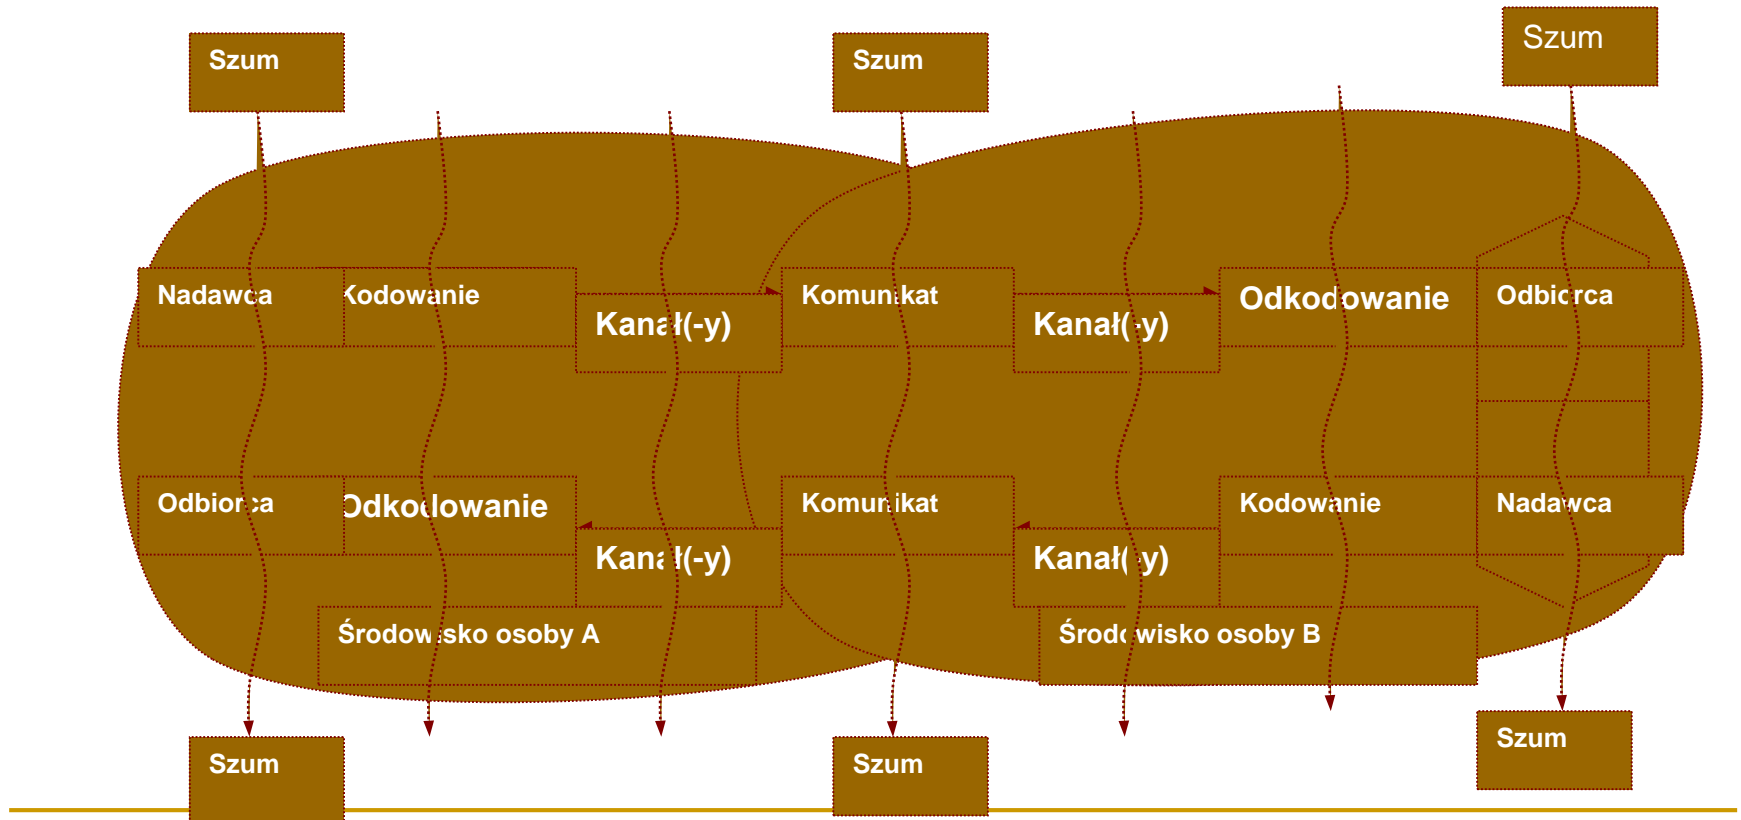 Szum
Szum
Szum
Nadawca
Kodowanie
Kanał(-y)
Komunikat
Kanał(-y)
Odkodowanie
Odbiorca
Odbiorca
Odkodowanie
Kanał(-y)
Komunikat
Kanał(-y)
Kodowanie
Nadawca
Środowisko osoby A
Środowisko osoby B
Szum
Szum
Szum